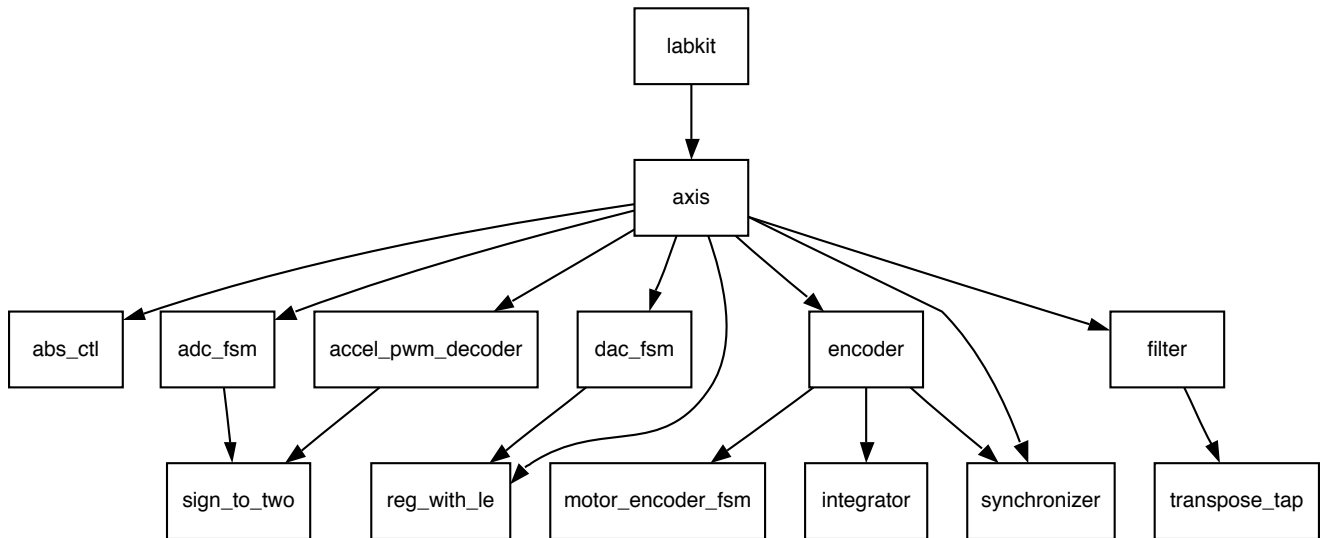 labkit
axis
abs_ctl
adc_fsm
accel_pwm_decoder
dac_fsm
encoder
filter
sign_to_two
reg_with_le
motor_encoder_fsm
integrator
synchronizer
transpose_tap